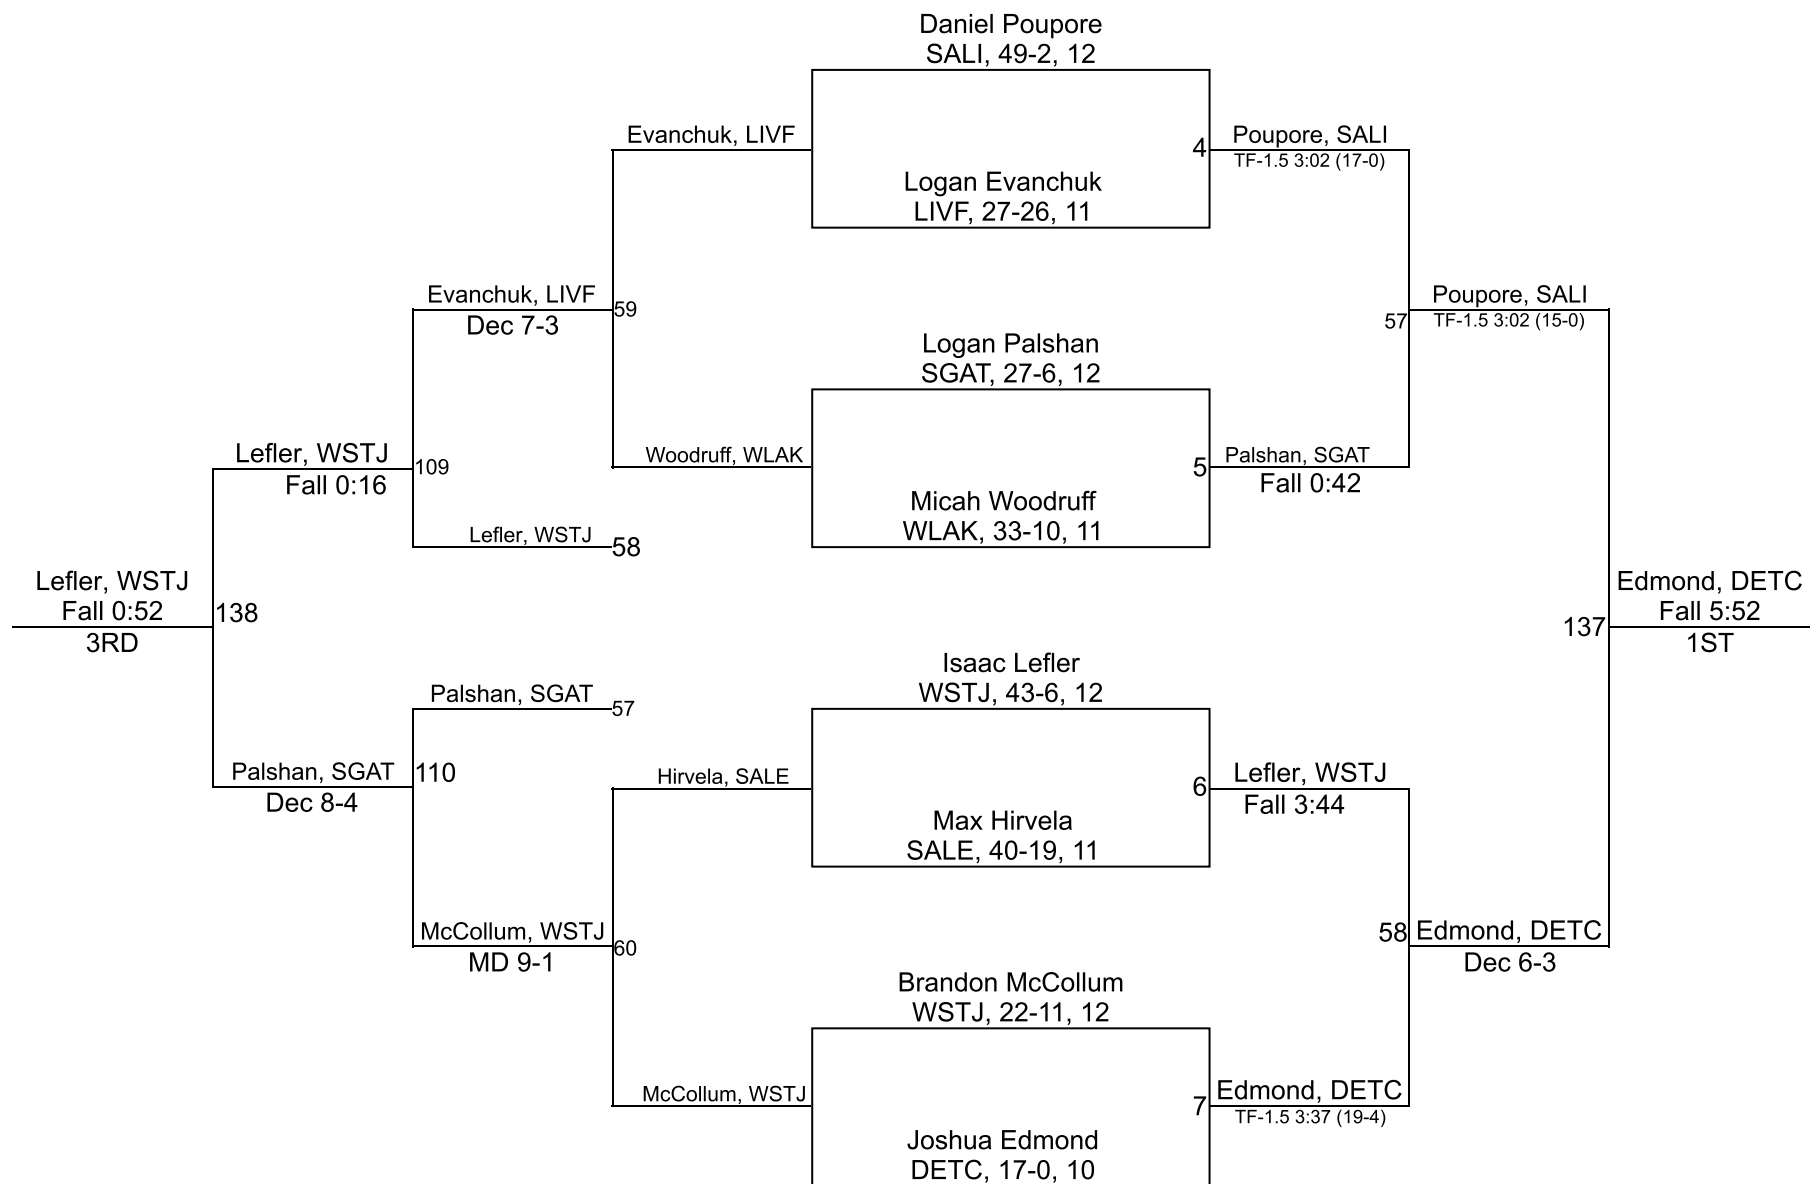 Daniel Poupore
SALI, 49-2, 12
Evanchuk, LIVF
4
Poupore, SALI
TF-1.5 3:02 (17-0)
Logan Evanchuk
LIVF, 27-26, 11
Evanchuk, LIVF
Dec 7-3
59
57
Poupore, SALI
TF-1.5 3:02 (15-0)
Logan Palshan
SGAT, 27-6, 12
Lefler, WSTJ
Fall 0:16
109
Woodruff, WLAK
5
Palshan, SGAT
Fall 0:42
Micah Woodruff
WLAK, 33-10, 11
Lefler, WSTJ
58
Lefler, WSTJ
Fall 0:52
3RD
138
137
Edmond, DETC
Fall 5:52
1ST
Isaac Lefler
WSTJ, 43-6, 12
Palshan, SGAT
57
Palshan, SGAT
Dec 8-4
110
Hirvela, SALE
6
Lefler, WSTJ
Fall 3:44
Max Hirvela
SALE, 40-19, 11
McCollum, WSTJ
MD 9-1
60
58
Edmond, DETC
Dec 6-3
Brandon McCollum
WSTJ, 22-11, 12
McCollum, WSTJ
7
Edmond, DETC
TF-1.5 3:37 (19-4)
Joshua Edmond
DETC, 17-0, 10